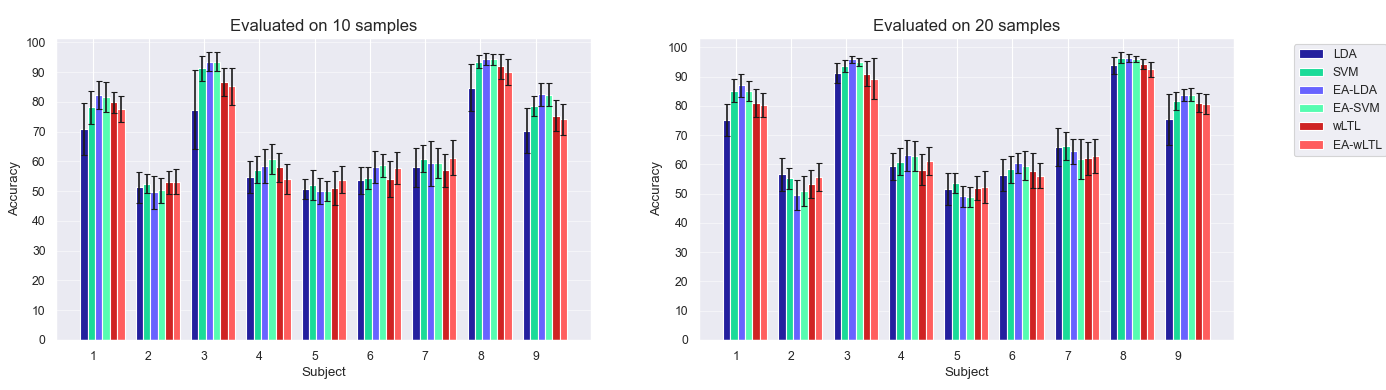 Evaluated on 10 samples
100
90
80
70
60
50
40
30
20
10
0
Accuracy
1 2 3 4 5 6 7 8 9
Subject
Evaluated on 20 samples
100
90
80
70
60
50
40
30
20
10
0
Accuracy
1 2 3 4 5 6 7 8 9
Subject
LDA
SVM
EA-LDA
EA-SVM
wLTL
EA-wLTL